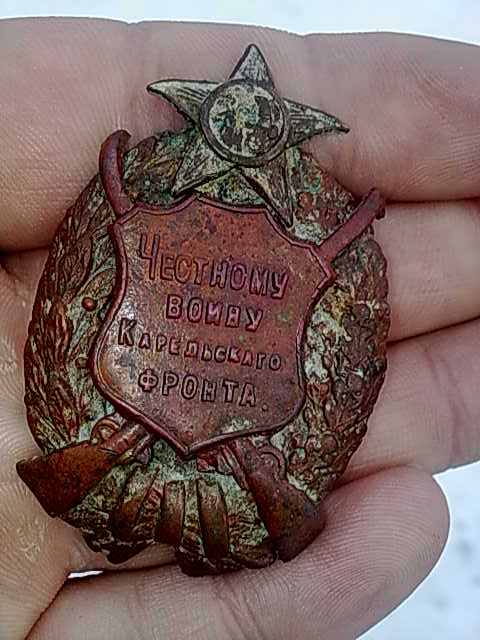 Честному
воину
Карельскаго
фронта.